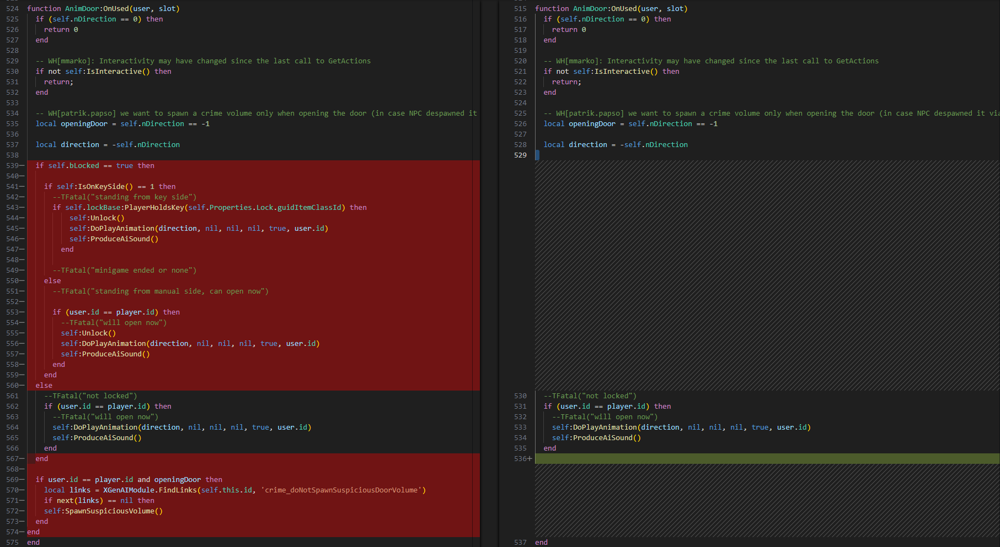 524 function AnimDoor:OnUsed(user, slot)
525 if (self.nDirection == 0) then
526 return 0
527 end
528
529 -- WH[mmarko]: Interactivity may have changed since the last call to GetActions
530 if not self:IsInteractive() then
531 return;
532 end
533
534 -- WH[patrik.papso] we want to spawn a crime volume only when opening the door (in case NPC despawned it
535 local openingDoor = self.nDirection == -1
536
537 local direction = -self.nDirection
538
539— if self.bLocked == true then
540—
541— if self:IsOnKeySide() == 1 then
542— --TFatal("standing from key side")
543— if self.lockBase:PlayerHoldsKey(self.Properties.Lock.guidItemClassId) then
544— self:Unlock()
545— self:DoPlayAnimation(direction, nil, nil, nil, true, user.id)
546— self:ProduceAiSound()
547— end
548—
549— --TFatal("minigame ended or none")
550— else
551— --TFatal("standing from manual side, can open now")
552—
553— if (user.id == player.id) then
554— --TFatal("will open now")
555— self:Unlock()
556— self:DoPlayAnimation(direction, nil, nil, nil, true, user.id)
557— self:ProduceAiSound()
558— end
559— end
560— else
561 --TFatal("not locked")
562 if (user.id == player.id) then
563 --TFatal("will open now")
564 self:DoPlayAnimation(direction, nil, nil, nil, true, user.id)
565 self:ProduceAiSound()
566 end
567— end
568—
569— if user.id == player.id and openingDoor then
570— local links = XGenAIModule.FindLinks(self.this.id, 'crime_doNotSpawnSuspiciousDoorVolume')
571— if next(links) == nil then
572— self:SpawnSuspiciousVolume()
573— end
574— end
575 end
515 function AnimDoor:OnUsed(user, slot)
516 if (self.nDirection == 0) then
517 return 0
518 end
519
520 -- WH[mmarko]: Interactivity may have changed since the last call to GetActions
521 if not self:IsInteractive() then
522 return;
523 end
524
525 -- WH[patrik.papso] we want to spawn a crime volume only when opening the door (in case NPC despawned it via
526 local openingDoor = self.nDirection == -1
527
528 local direction = -self.nDirection
529
530 --TFatal("not locked")
531 if (user.id == player.id) then
532 --TFatal("will open now")
533 self:DoPlayAnimation(direction, nil, nil, nil, true, user.id)
534 self:ProduceAiSound()
535 end
536+
537 end